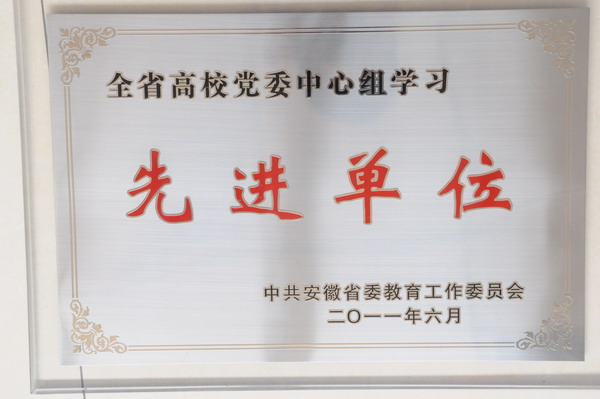 全省高校党委中心组学习
先进单位
中共安徽省委教育工作委员会
二〇一一年六月